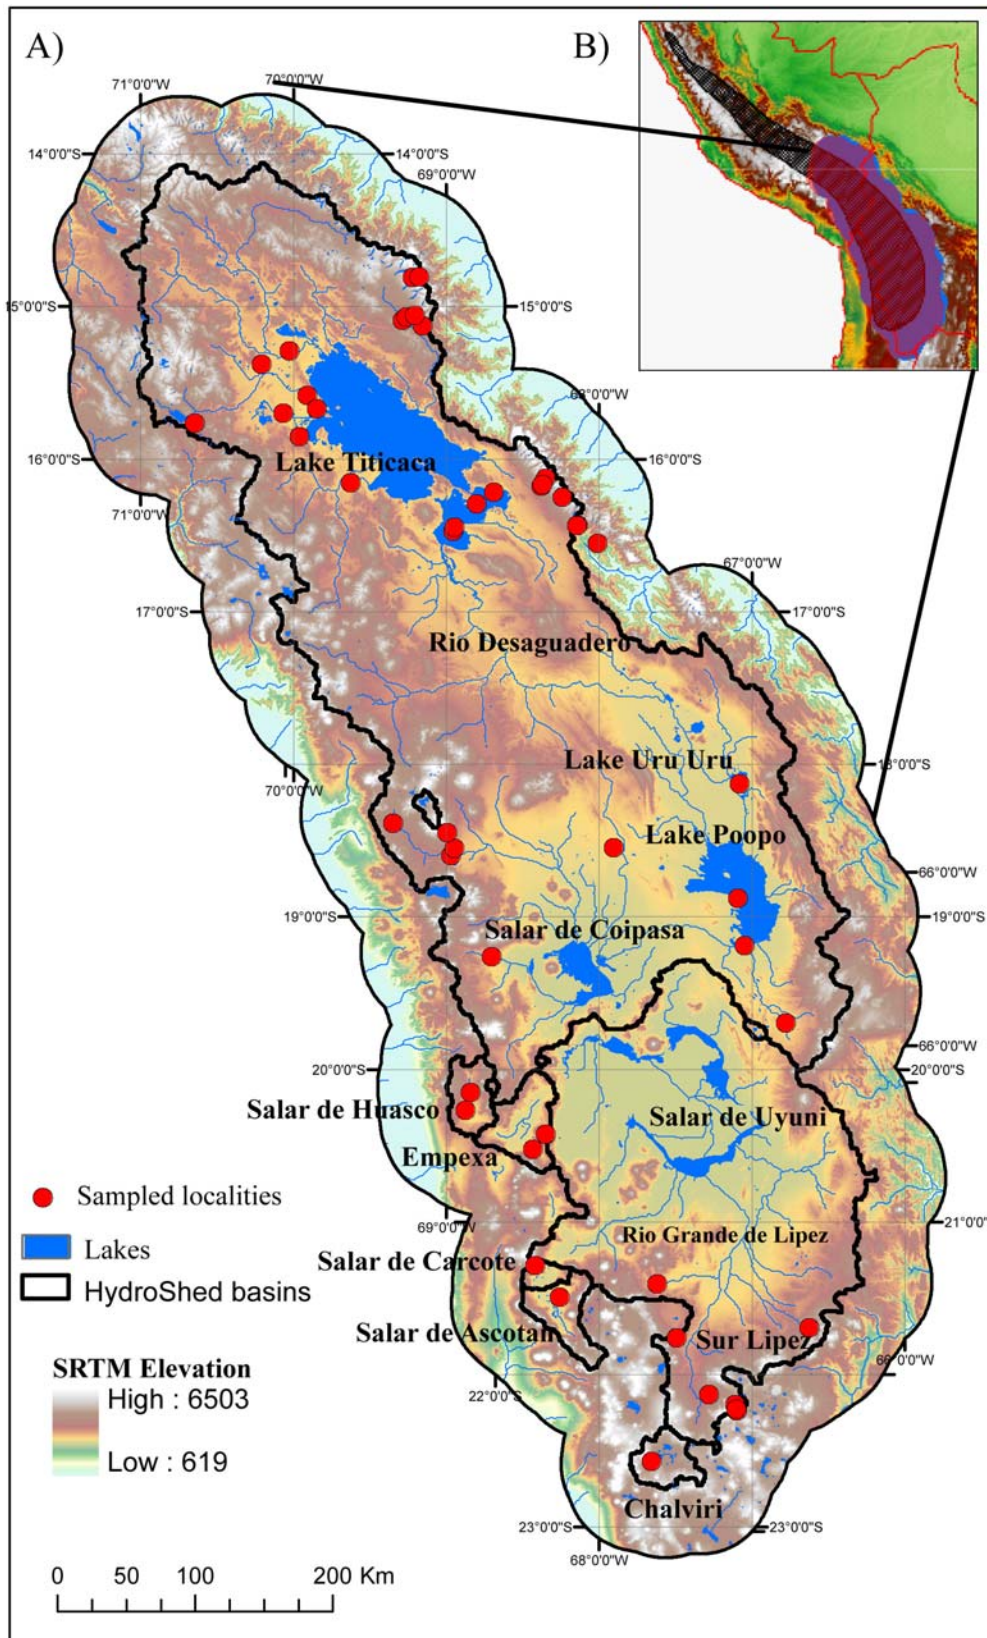 A)
B)
70°0'0"W
71°0'0"W
14°0'0"S
14°0'0"S
69°0'0"W
15°0'0"S
15°0'0"S
68°0'0"W
16°0'0"S
Lake Titicaca
16°0'0"S
71°0'0"W
67°0'0"W
17°0'0"S
17°0'0"S
Rio Desaguadero
Lake Uru Uru
18°0'0"S
70°0'0"W
Lake Poopo
66°0'0"W
19°0'0"S
19°0'0"S
Salar de Coipasa
66°0'0"W
20°0'0"S
20°0'0"S
Salar de Huasco
Salar de Uyuni
Empexa
Sampled localities
69°0'0"W
21°0'0"S
Rio Grande de Lipez
Lakes
Salar de Carcote
HydroShed basins
Salar de Ascotan
Sur Lipez
66°0'0"W
SRTM Elevation
High : 6503
22°0'0"S
Low : 619
Chalviri
23°0'0"S
23°0'0"S
68°0'0"W
0 50 100 200 Km